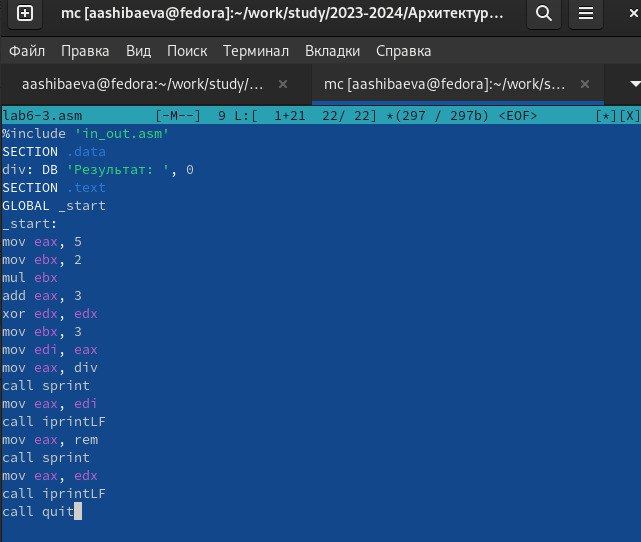 mc [aashibaeva@fedora]:~/work/study/2023-2024/Архитектур...
Файл Правка Вид Поиск Терминал Вкладки Справка
aashibaeva@fedora:~/work/study/... × mc [aashibaeva@fedora]:~/work/s... ×
lab6-3.asm [-M--] 9 L:[ 1+21 22/ 22] *(297 / 297b) <EOF> [*][X]
%include 'in_out.asm'
SECTION .data
div: DB 'Результат: ', 0
SECTION .text
GLOBAL _start
_start:
mov eax, 5
mov ebx, 2
mul ebx
add eax, 3
xor edx, edx
mov ebx, 3
mov edi, eax
mov eax, div
call sprint
mov eax, edi
call iprintLF
mov eax, rem
call sprint
mov eax, edx
call iprintLF
call quit